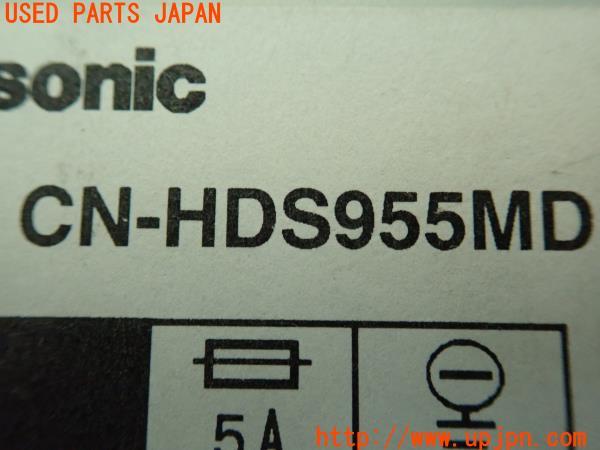 USED PARTS JAPAN
sonic
CN-HDS955MD
5A
http://www.upjpn.com